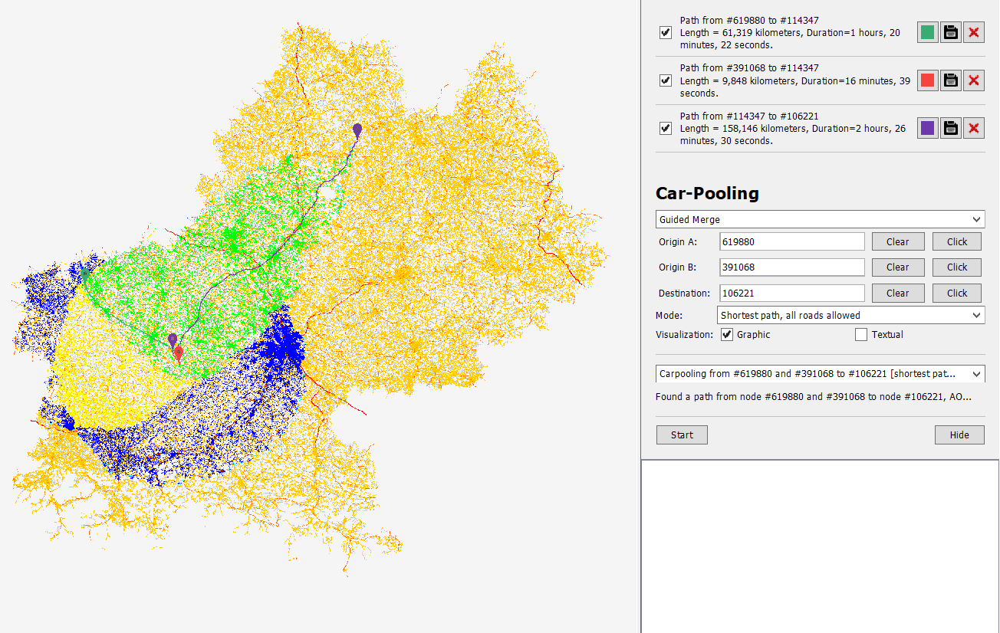 Path from #619880 to #114347
Length = 61,319 kilometers, Duration=1 hours, 20
minutes, 22 seconds.
Path from #391068 to #114347
Length = 9,848 kilometers, Duration=16 minutes, 39
seconds.
Path from #114347 to #106221
Length = 158,146 kilometers, Duration=2 hours, 26
minutes, 30 seconds.
Car-Pooling
Guided Merge
Origin A: 619880 Clear Click
Origin B: 391068 Clear Click
Destination: 106221 Clear Click
Mode: Shortest path, all roads allowed
Visualization: Graphic Textual
Carpooling from #619880 and #391068 to #106221 [shortest pat...
Found a path from node #619880 and #391068 to node #106221, AO...
Start Hide